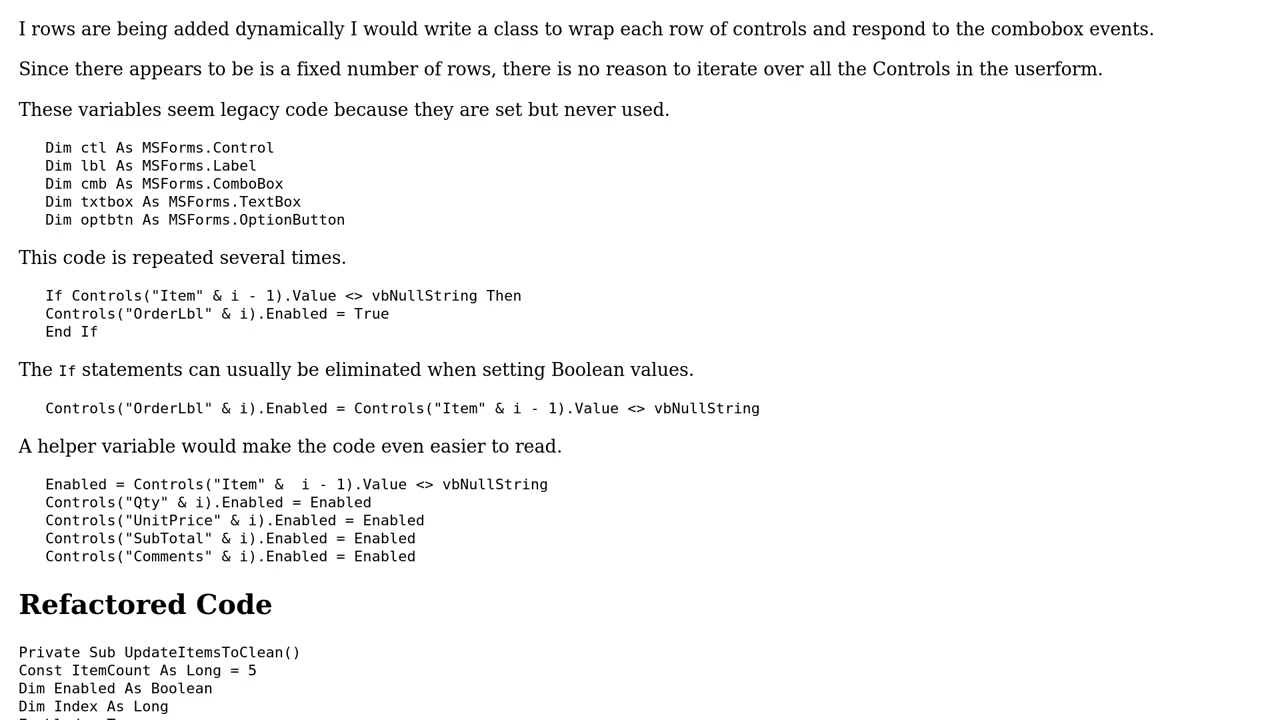 I rows are being added dynamically I would write a class to wrap each row of controls and respond to the combobox events.
Since there appears to be is a fixed number of rows, there is no reason to iterate over all the Controls in the userform.
These variables seem legacy code because they are set but never used.
Dim ctl As MSForms.Control
Dim lbl As MSForms.Label
Dim cmb As MSForms.ComboBox
Dim txtbox As MSForms.TextBox
Dim optbtn As MSForms.OptionButton
This code is repeated several times.
If Controls("Item" & i - 1).Value <> vbNullString Then
Controls("OrderLbl" & i).Enabled = True
End If
The If statements can usually be eliminated when setting Boolean values.
Controls("OrderLbl" & i).Enabled = Controls("Item" & i - 1).Value <> vbNullString
A helper variable would make the code even easier to read.
Enabled = Controls("Item" &  i - 1).Value <> vbNullString
Controls("Qty" & i).Enabled = Enabled
Controls("UnitPrice" & i).Enabled = Enabled
Controls("SubTotal" & i).Enabled = Enabled
Controls("Comments" & i).Enabled = Enabled
Refactored Code
Private Sub UpdateItemsToClean()
Const ItemCount As Long = 5
Dim Enabled As Boolean
Dim Index As Long